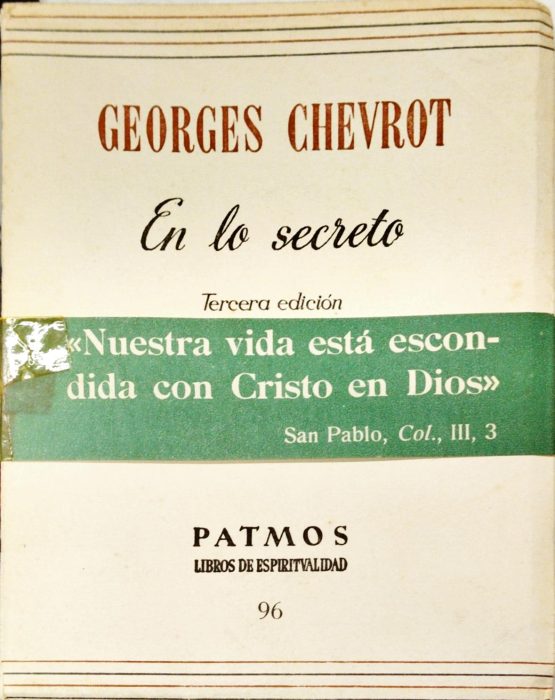 GEORGES CHEVROT
En lo secreto
Tercera edición
«Nuestra vida está escon-
dida con Cristo en Dios»
San Pablo, Col., III, 3
PATMOS
LIBROS DE ESPIRITVALIDAD
96